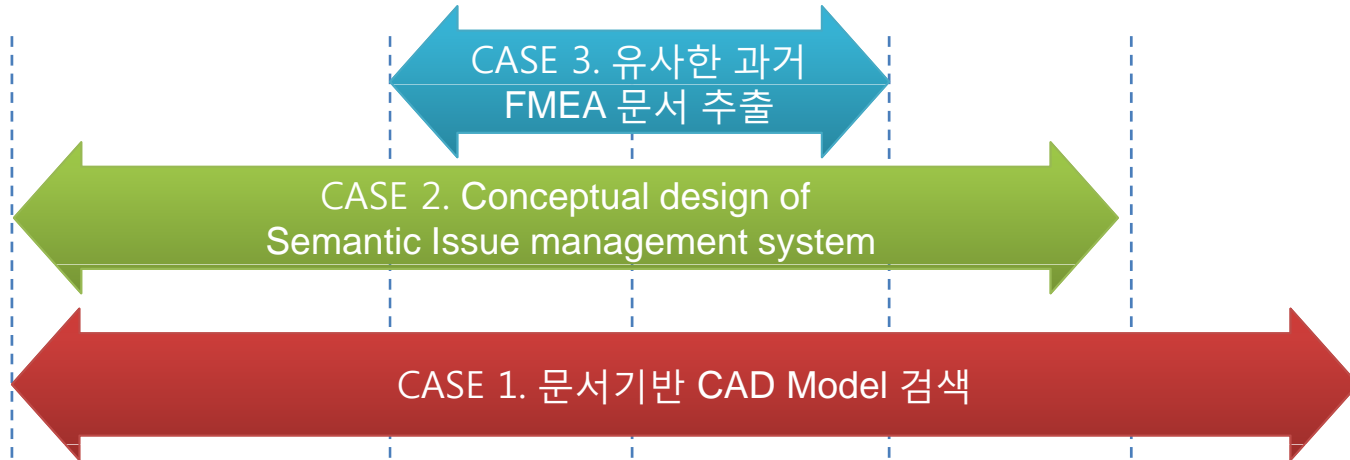 CASE 3. 유사한 과거
FMEA 문서 추출
CASE 2. Conceptual design of
Semantic Issue management system
CASE 1. 문서기반 CAD Model 검색